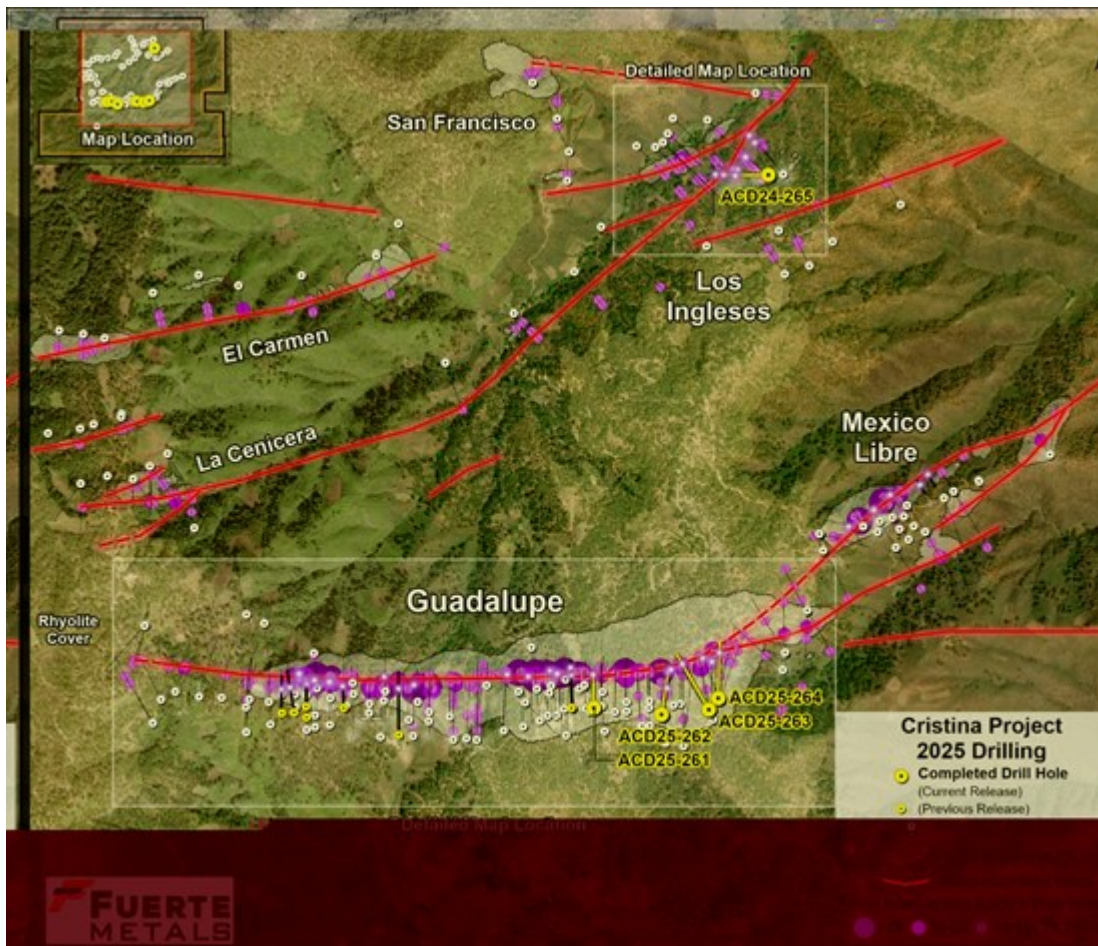 Map Location
San Francisco
Detailed Map Location
ACD24-265
Los
Ingleses
El Carmen
La Cenicera
Mexico
Libre
Guadalupe
Rhyolite
Cover
ACD25-264
ACD25-263
ACD25-262
ACD25-261
Cristina Project
2025 Drilling
Completed Drill Hole
(Current Release)
(Previous Release)
Detailed Map Location
FUERTE
METALS